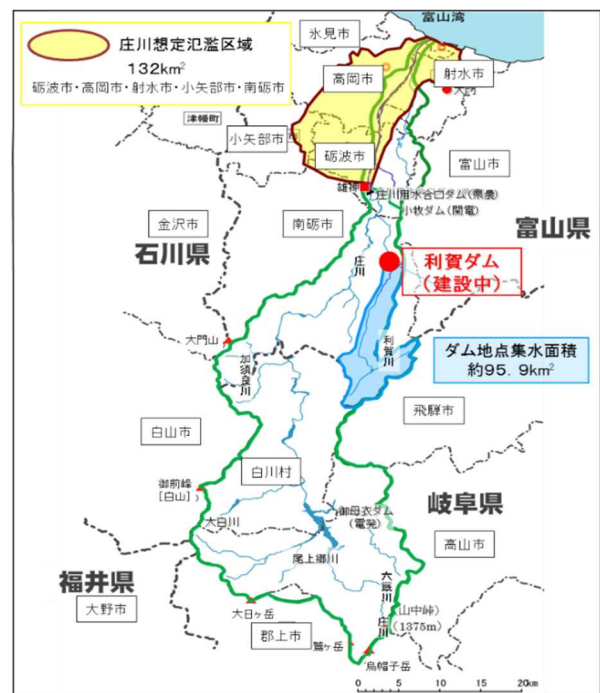 富山湾
庄川想定氾濫区域
132km²
砺波市・高岡市・射水市・小矢部市・南砺市
氷見市
高岡市
射水市
大門
津幡町
小矢部市
砺波市
富山市
雄神
庄川用水合口ダム(県農)
小牧ダム(関電)
金沢市
南砺市
石川県
富山県
庄川
利賀ダム
(建設中)
大門山
加須良川
利賀川
ダム地点集水面積
約95.9km²
飛騨市
白山市
白川村
御前峰
[白山]
岐阜県
大白川
御母衣ダム
(電発)
高山市
尾上郷川
福井県
大野市
六厩川
大日ヶ岳
庄川
(山中峠)
(1375m)
郡上市
鷲ヶ岳
烏帽子岳
0 5 10 15 20km